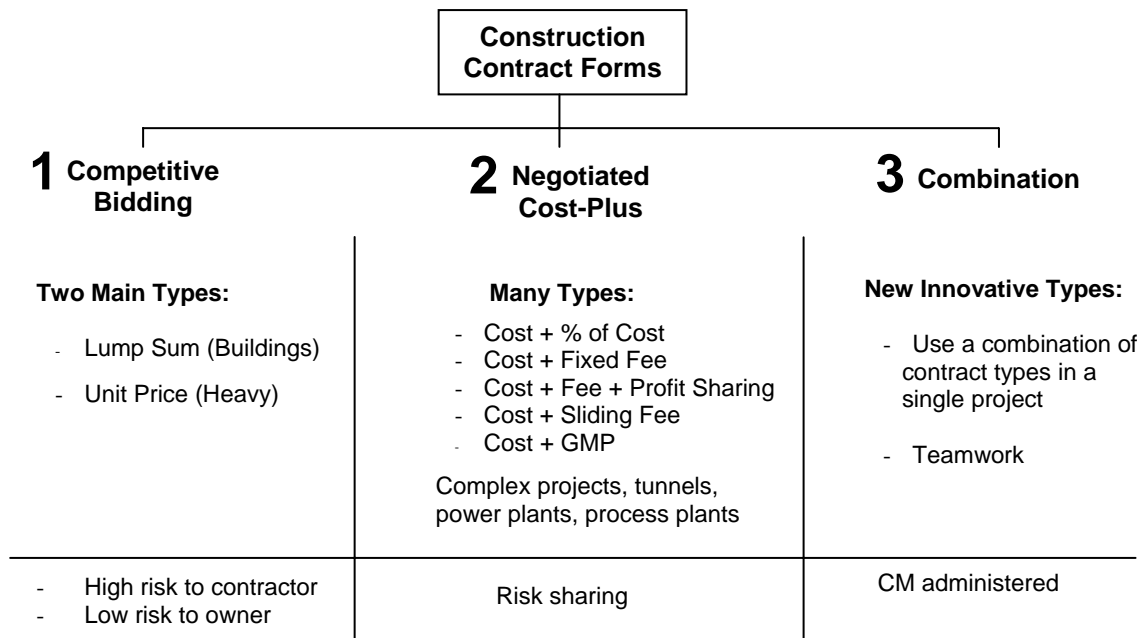 Construction
Contract Forms
1 Competitive
Bidding
2 Negotiated
Cost-Plus
3 Combination
Two Main Types:
- Lump Sum (Buildings)
- Unit Price (Heavy)
Many Types:
- Cost + % of Cost
- Cost + Fixed Fee
- Cost + Fee + Profit Sharing
- Cost + Sliding Fee
- Cost + GMP
Complex projects, tunnels,
power plants, process plants
New Innovative Types:
- Use a combination of
contract types in a
single project
- Teamwork
- High risk to contractor
- Low risk to owner
Risk sharing
CM administered